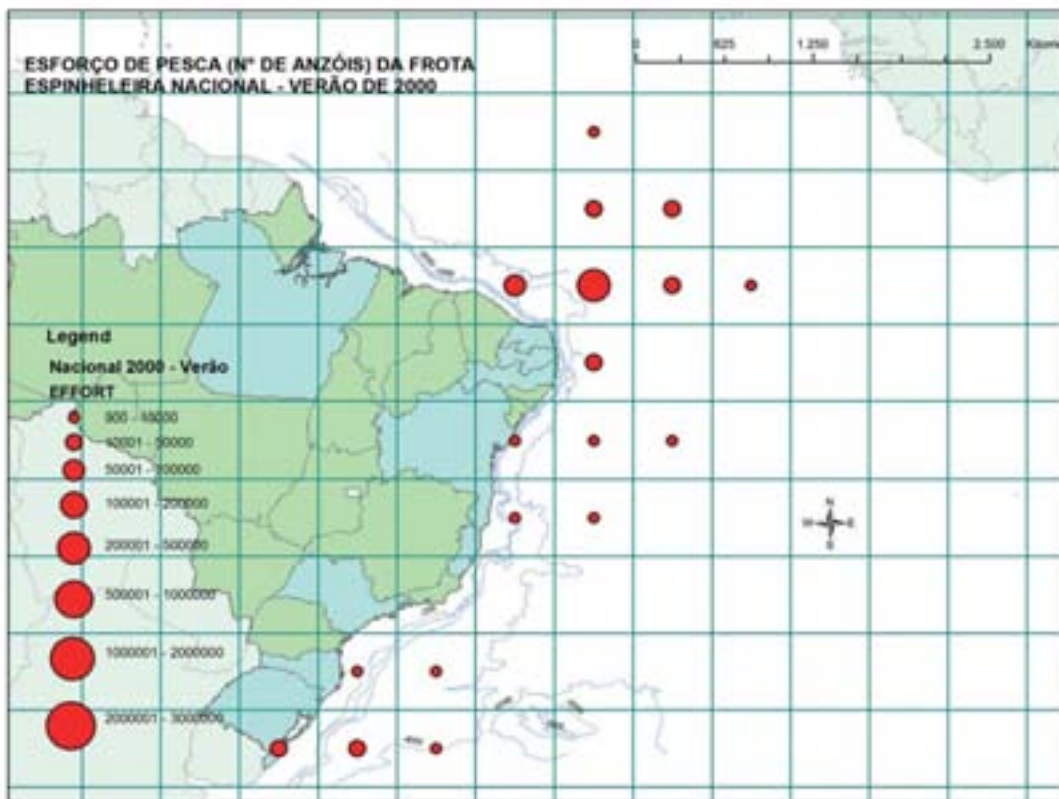 ESFORÇO DE PESCA (N° DE ANZÓIS) DA FROTA
ESPINHELEIRA NACIONAL - VERÃO DE 2000
0 625 1.250 2.500
N
W E
S
Legend
Nacional 2000 - Verão
EFFORT
900 - 10000
10001 - 50000
50001 - 100000
100001 - 200000
200001 - 500000
500001 - 1000000
1000001 - 2000000
2000001 - 3000000